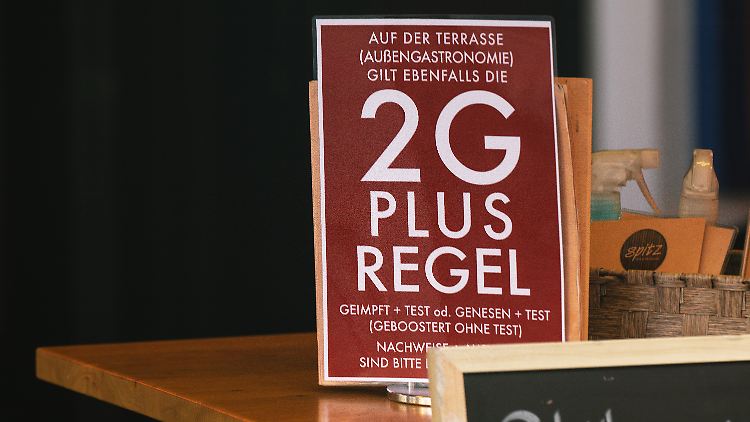 AUF DER TERRASSE
(AUßENGASTRONOMIE)
GILT EBENFALLS DIE
2G
PLUS
REGEL
GEIMPFT + TEST od. GENESEN + TEST
(GEBOOSTERT OHNE TEST)
NACHWEISE +
SIND BITTE
spitz